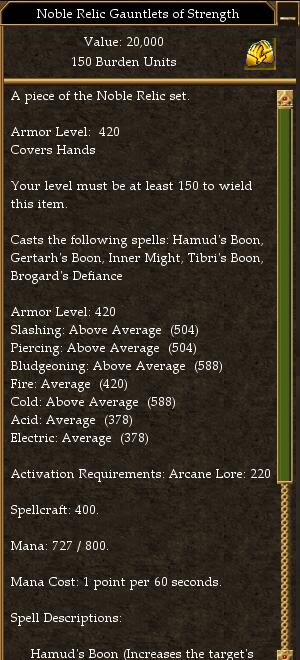 Noble Relic Gauntlets of Strength
Value: 20,000
150 Burden Units
A piece of the Noble Relic set.
Armor Level:  420
Covers Hands
Your level must be at least 150 to wield
this item.
Casts the following spells: Hamud's Boon,
Gertarh's Boon, Inner Might, Tibri's Boon,
Brogard's Defiance
Armor Level: 420
Slashing: Above Average  (504)
Piercing: Above Average  (504)
Bludgeoning: Above Average  (588)
Fire: Average  (420)
Cold: Above Average  (588)
Acid: Average  (378)
Electric: Average  (378)
Activation Requirements: Arcane Lore: 220
Spellcraft: 400.
Mana: 727 / 800.
Mana Cost: 1 point per 60 seconds.
Spell Descriptions:
Hamud's Boon (Increases the target's